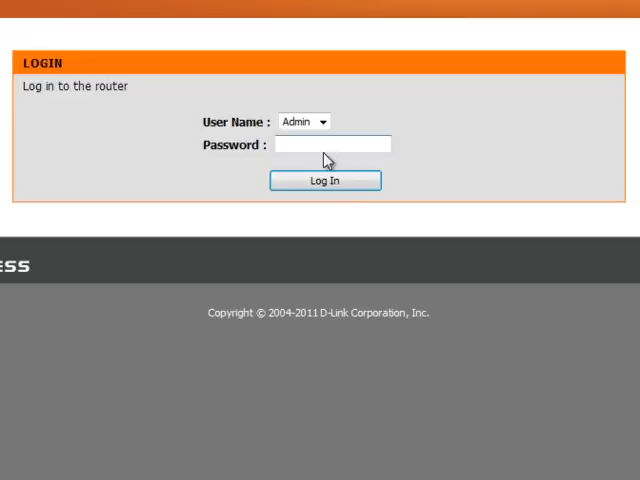 LOGIN
Log in to the router
User Name : Admin
Password :
Log In
ESS
Copyright © 2004-2011 D-Link Corporation, Inc.